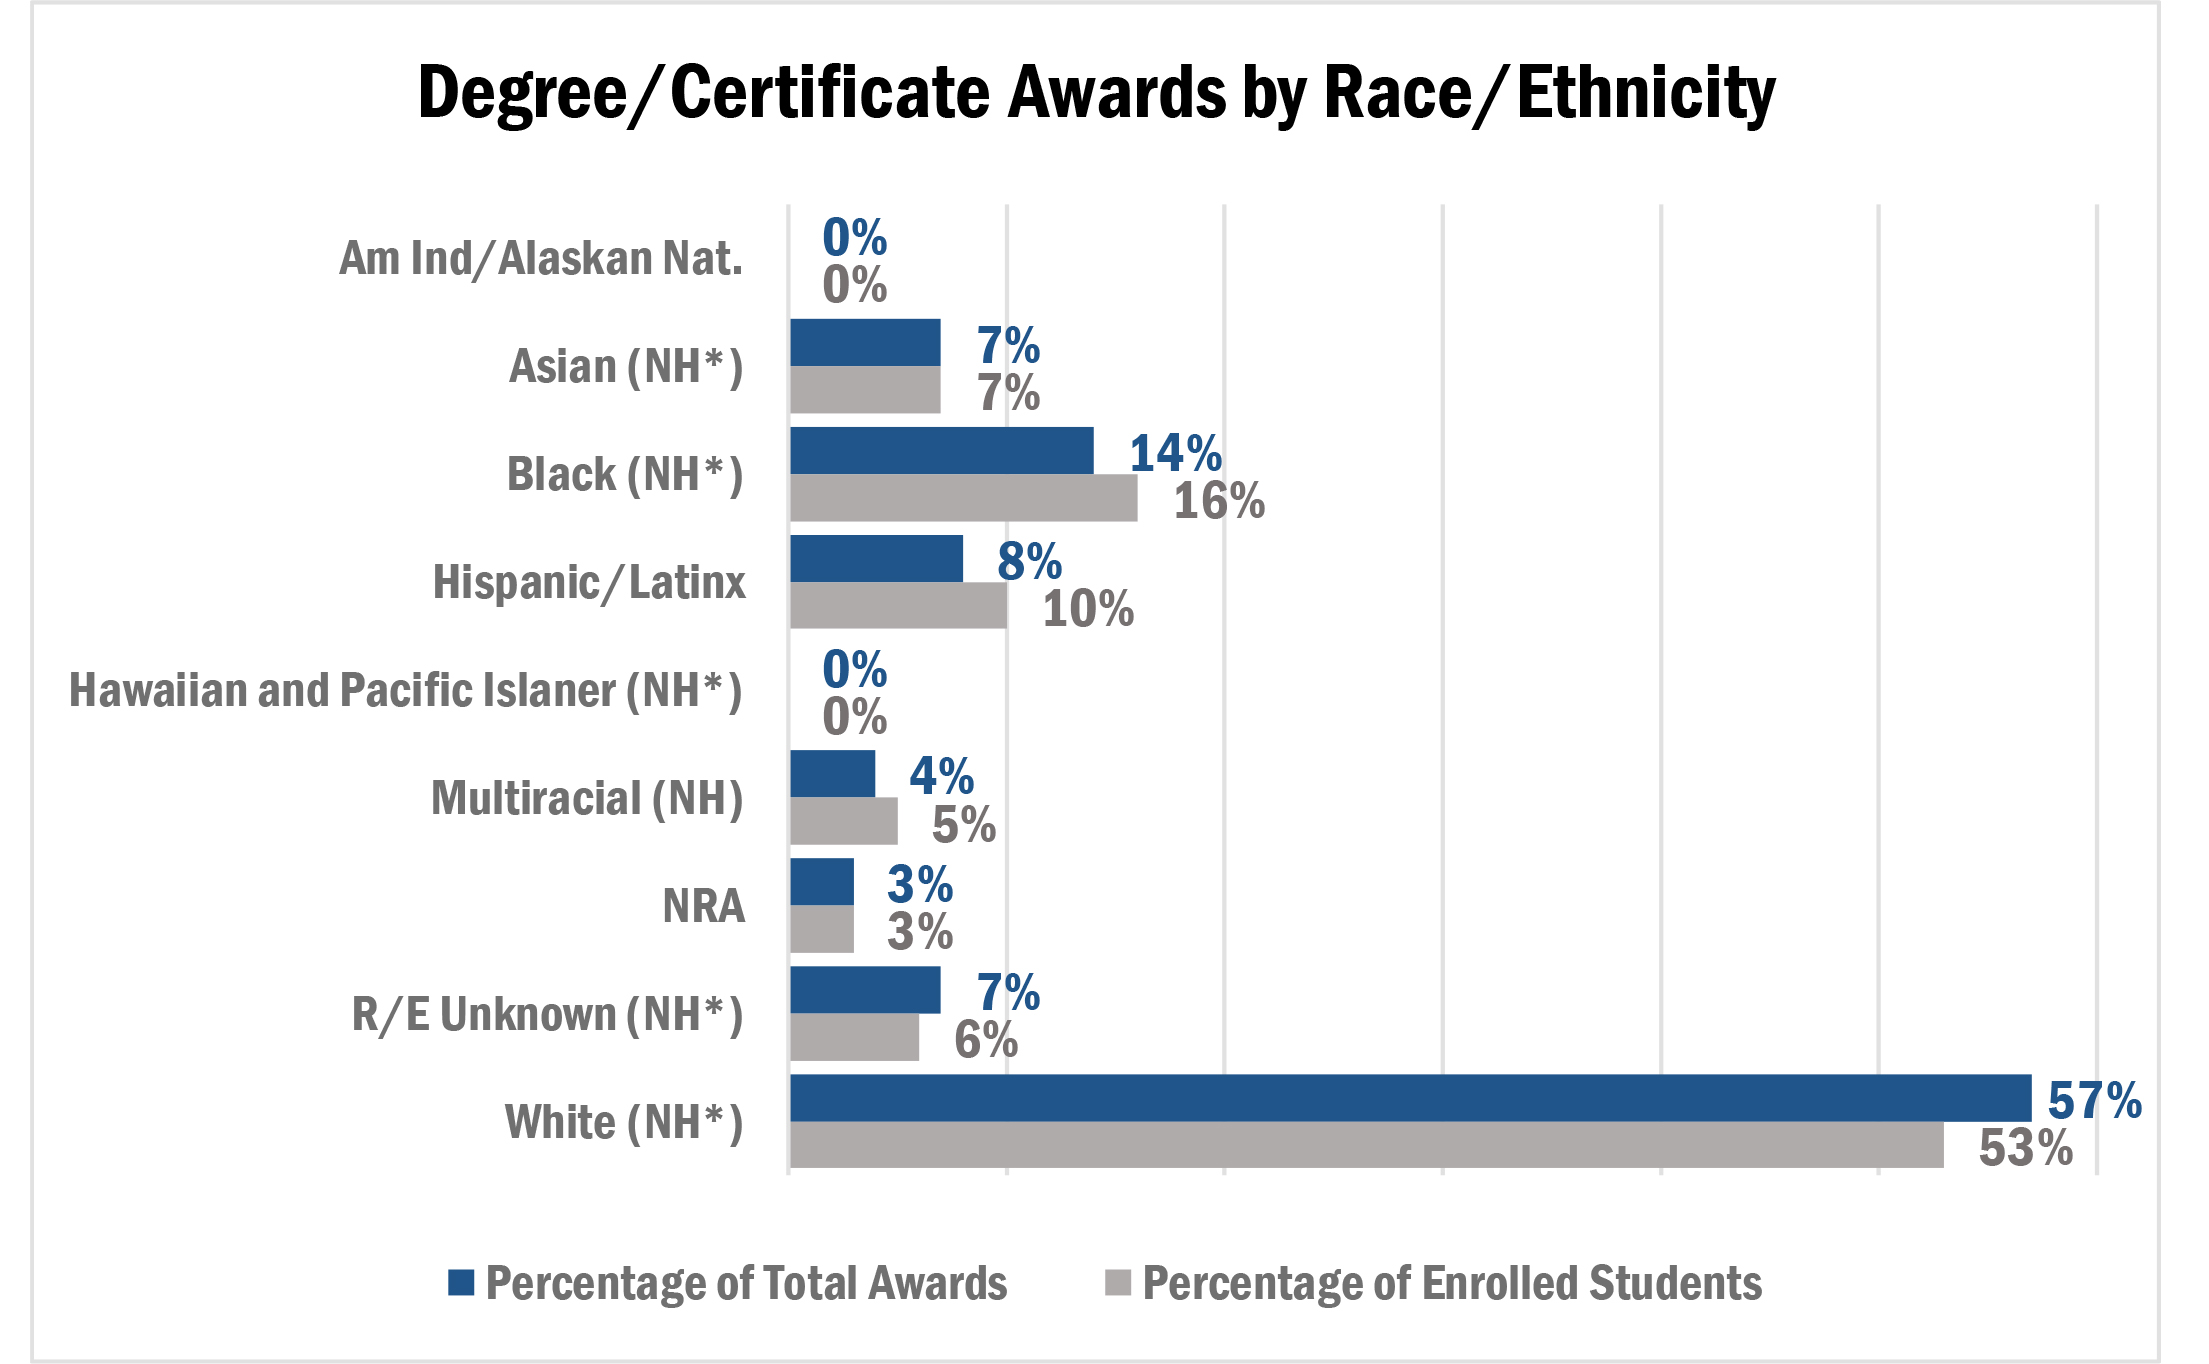 Degree/Certificate Awards by Race/Ethnicity
Am Ind/Alaskan Nat.
0%
0%
Asian (NH*)
7%
7%
Black (NH*)
14%
16%
Hispanic/Latinx
8%
10%
Hawaiian and Pacific Islaner (NH*)
0%
0%
Multiracial (NH)
4%
5%
NRA
3%
3%
R/E Unknown (NH*)
7%
6%
White (NH*)
57%
53%
Percentage of Total Awards
Percentage of Enrolled Students